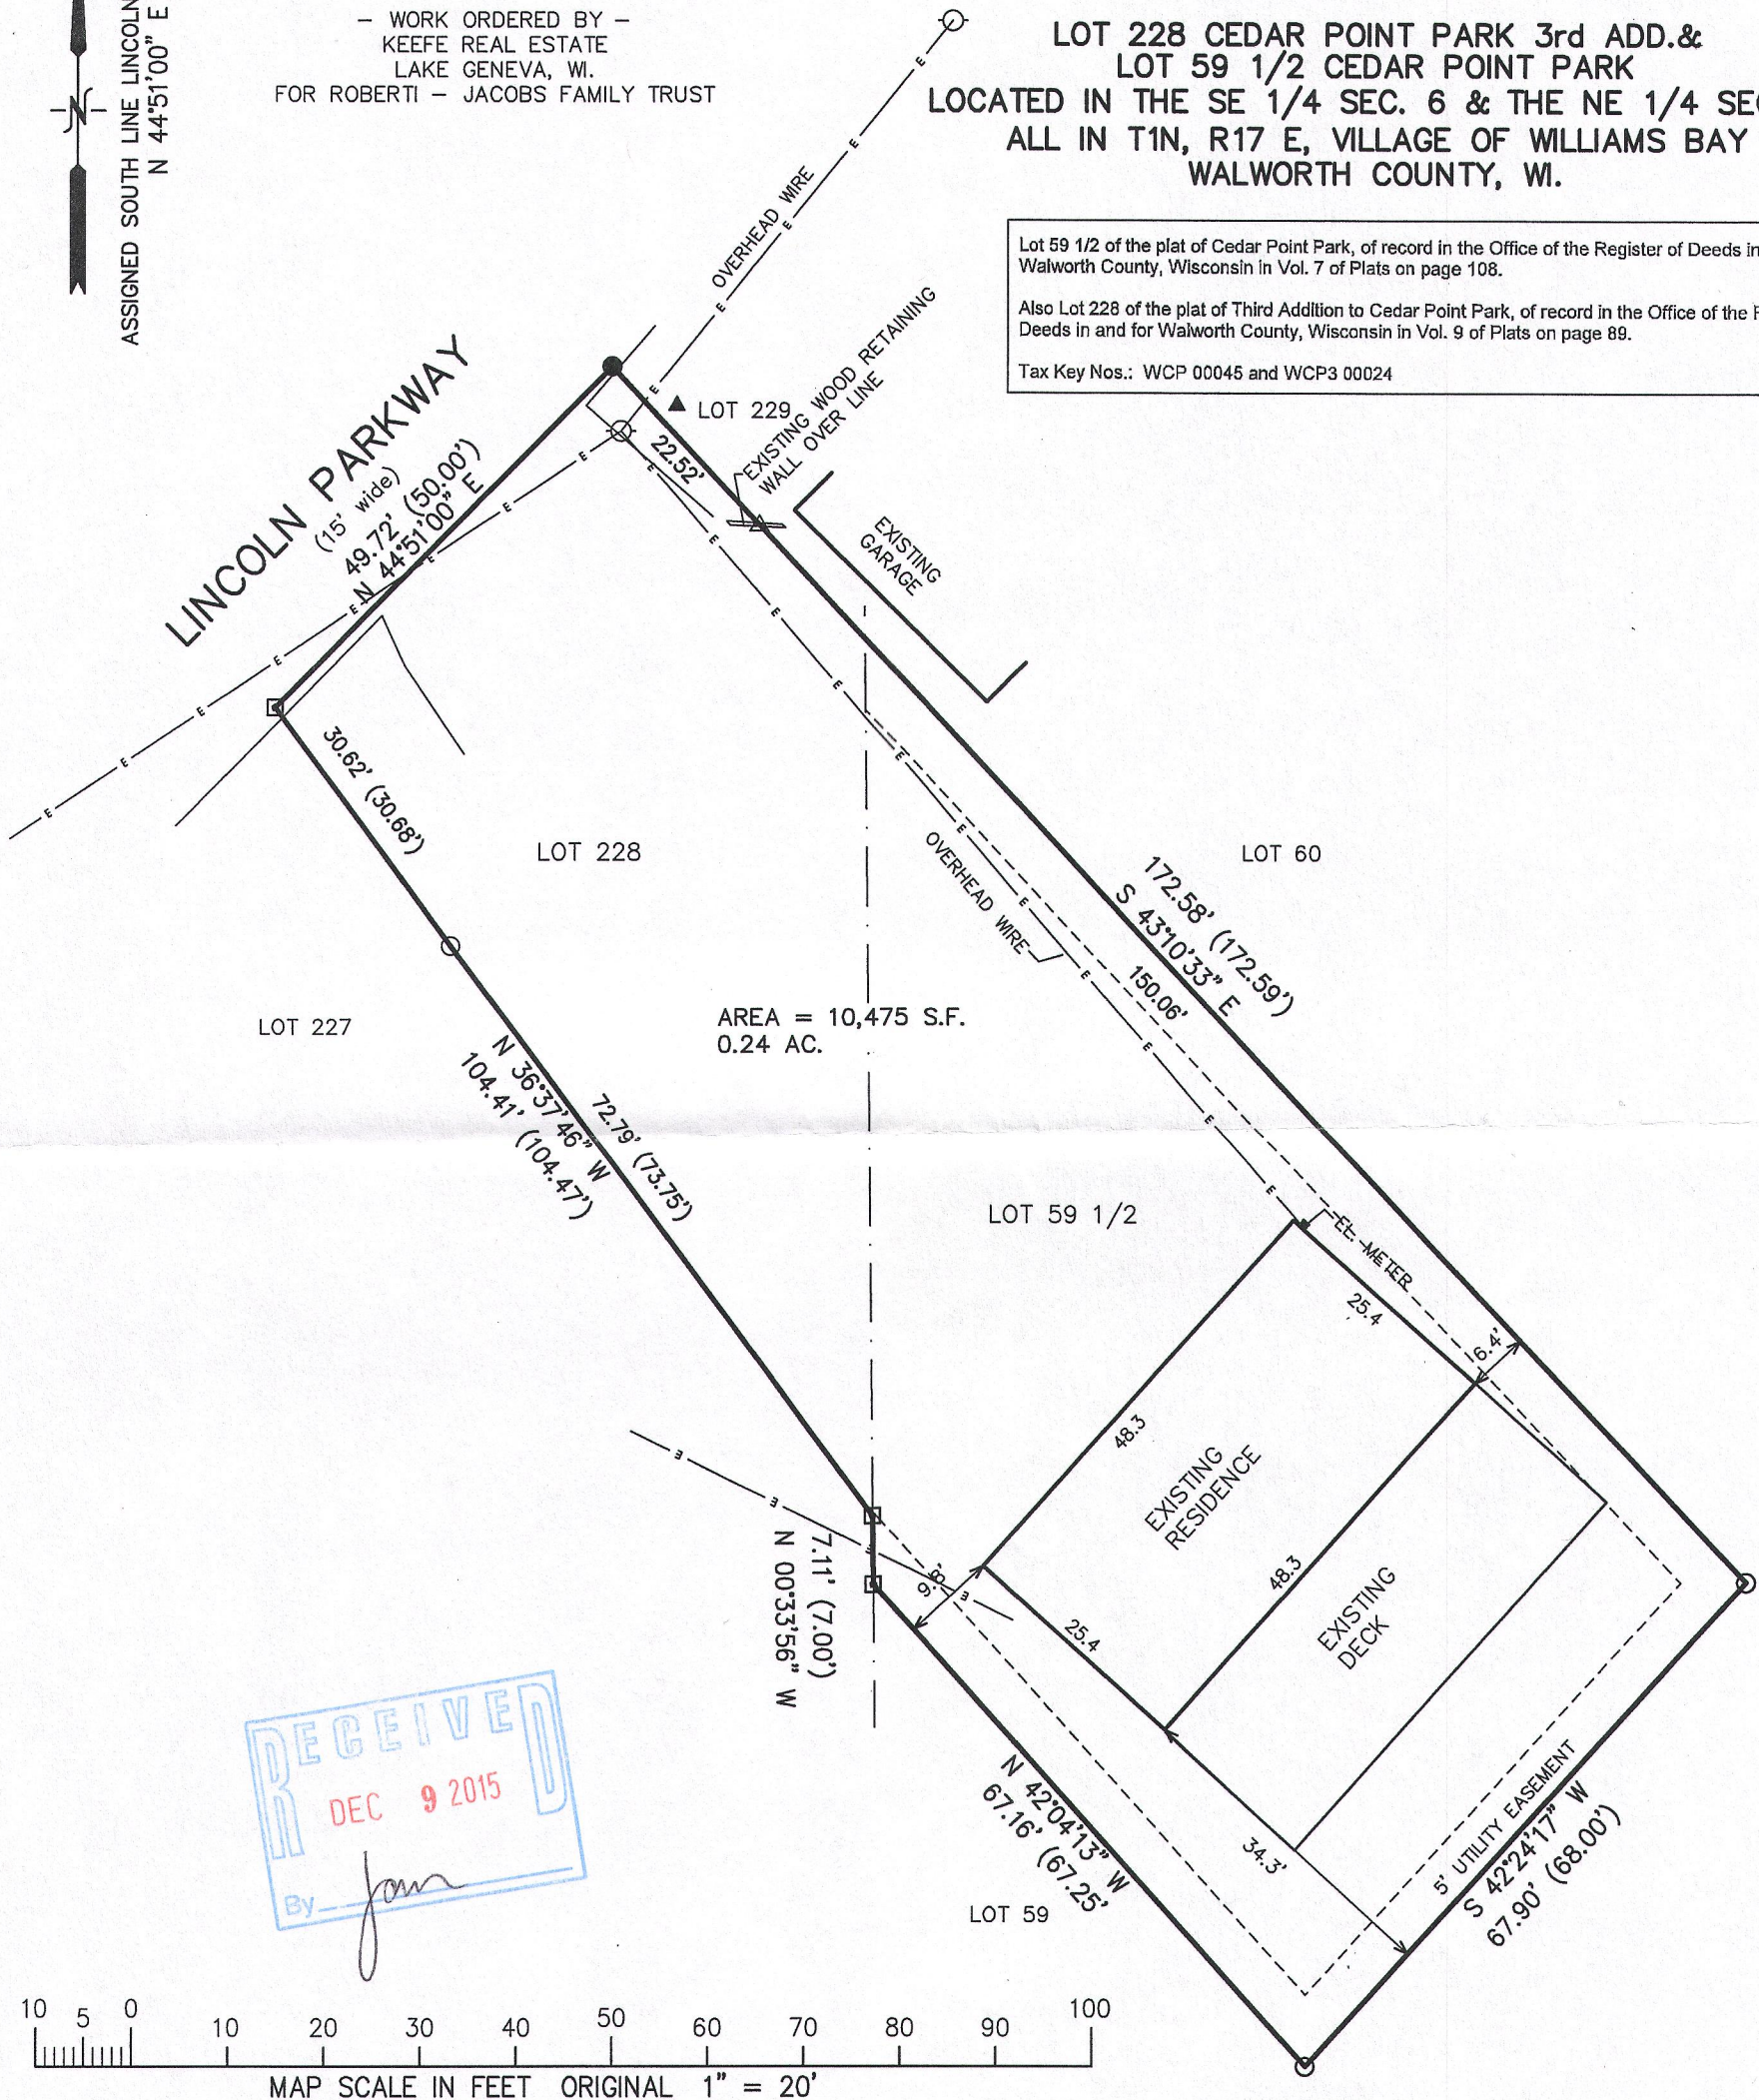 ASSIGNED SOUTH LINE LINCOLN
N 44°51'00" E
N
– WORK ORDERED BY –
KEEFE REAL ESTATE
LAKE GENEVA, WI.
FOR ROBERTI – JACOBS FAMILY TRUST
LOT 228 CEDAR POINT PARK 3rd ADD.&
LOT 59 1/2 CEDAR POINT PARK
LOCATED IN THE SE 1/4 SEC. 6 & THE NE 1/4
ALL IN T1N, R17 E, VILLAGE OF WILLIAMS BAY
WALWORTH COUNTY, WI.
Lot 59 1/2 of the plat of Cedar Point Park, of record in the Office of the Register of Deeds in
Walworth County, Wisconsin in Vol. 7 of Plats on page 108.
Also Lot 228 of the plat of Third Addition to Cedar Point Park, of record in the Office of the
Deeds in and for Walworth County, Wisconsin in Vol. 9 of Plats on page 89.
Tax Key Nos.: WCP 00045 and WCP3 00024
OVERHEAD WIRE
LOT 229
EXISTING WOOD RETAINING
WALL OVER LINE
22.52'
EXISTING
GARAGE
LINCOLN PARKWAY
(15' wide)
49.72' (50.00')
N 44°51'00" E
30.62' (30.68')
LOT 228
LOT 60
OVERHEAD WIRE
172.58' (172.59')
S 43°10'33" E
150.06'
LOT 227
AREA = 10,475 S.F.
0.24 AC.
72.79' (73.75')
N 36°37'46" W
104.41' (104.47')
LOT 59 1/2
EL. METER
25.4
6.4'
48.3
EXISTING
RESIDENCE
48.3
EXISTING
DECK
9.8'
25.4
7.11' (7.00')
N 00°33'56" W
34.3'
5' UTILITY EASEMENT
S 42°24'17" W
67.90' (68.00')
N 42°04'13" W
67.16' (67.25'
LOT 59
RECEIVED
DEC 9 2015
By
10 5 0 10 20 30 40 50 60 70 80 90 100
MAP SCALE IN FEET ORIGINAL 1" = 20'